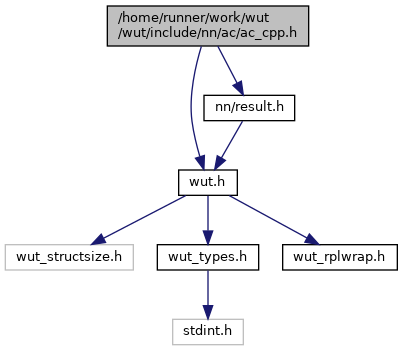 /home/runner/work/wut
/wut/include/nn/ac/ac_cpp.h
nn/result.h
wut.h
wut_structsize.h
wut_types.h
wut_rplwrap.h
stdint.h